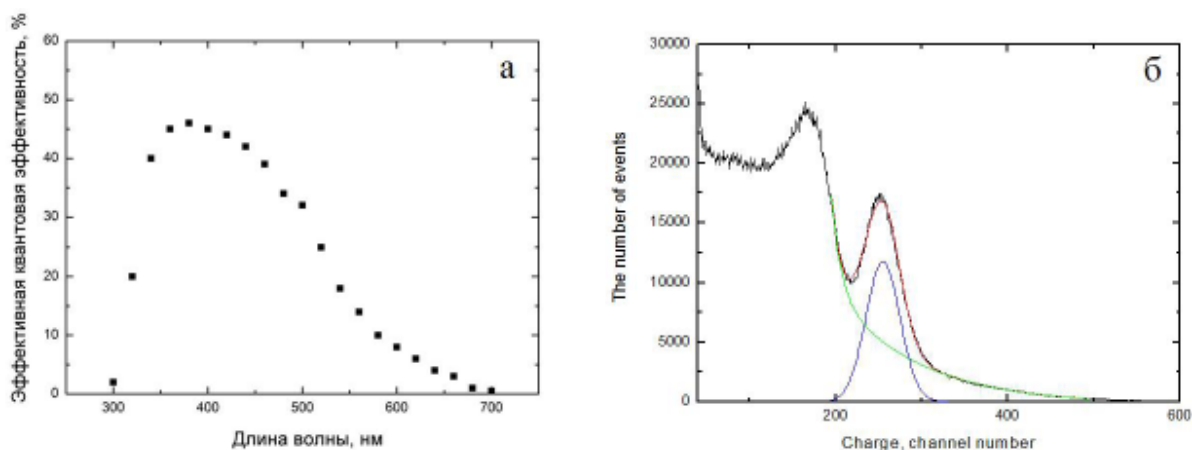 Эффективная квантовая эффективность, %
60
50
40
30
20
10
0
300 400 500 600 700
Длина волны, нм
а
The number of events
30000
25000
20000
15000
10000
5000
0
200 400 600
Charge, channel number
б